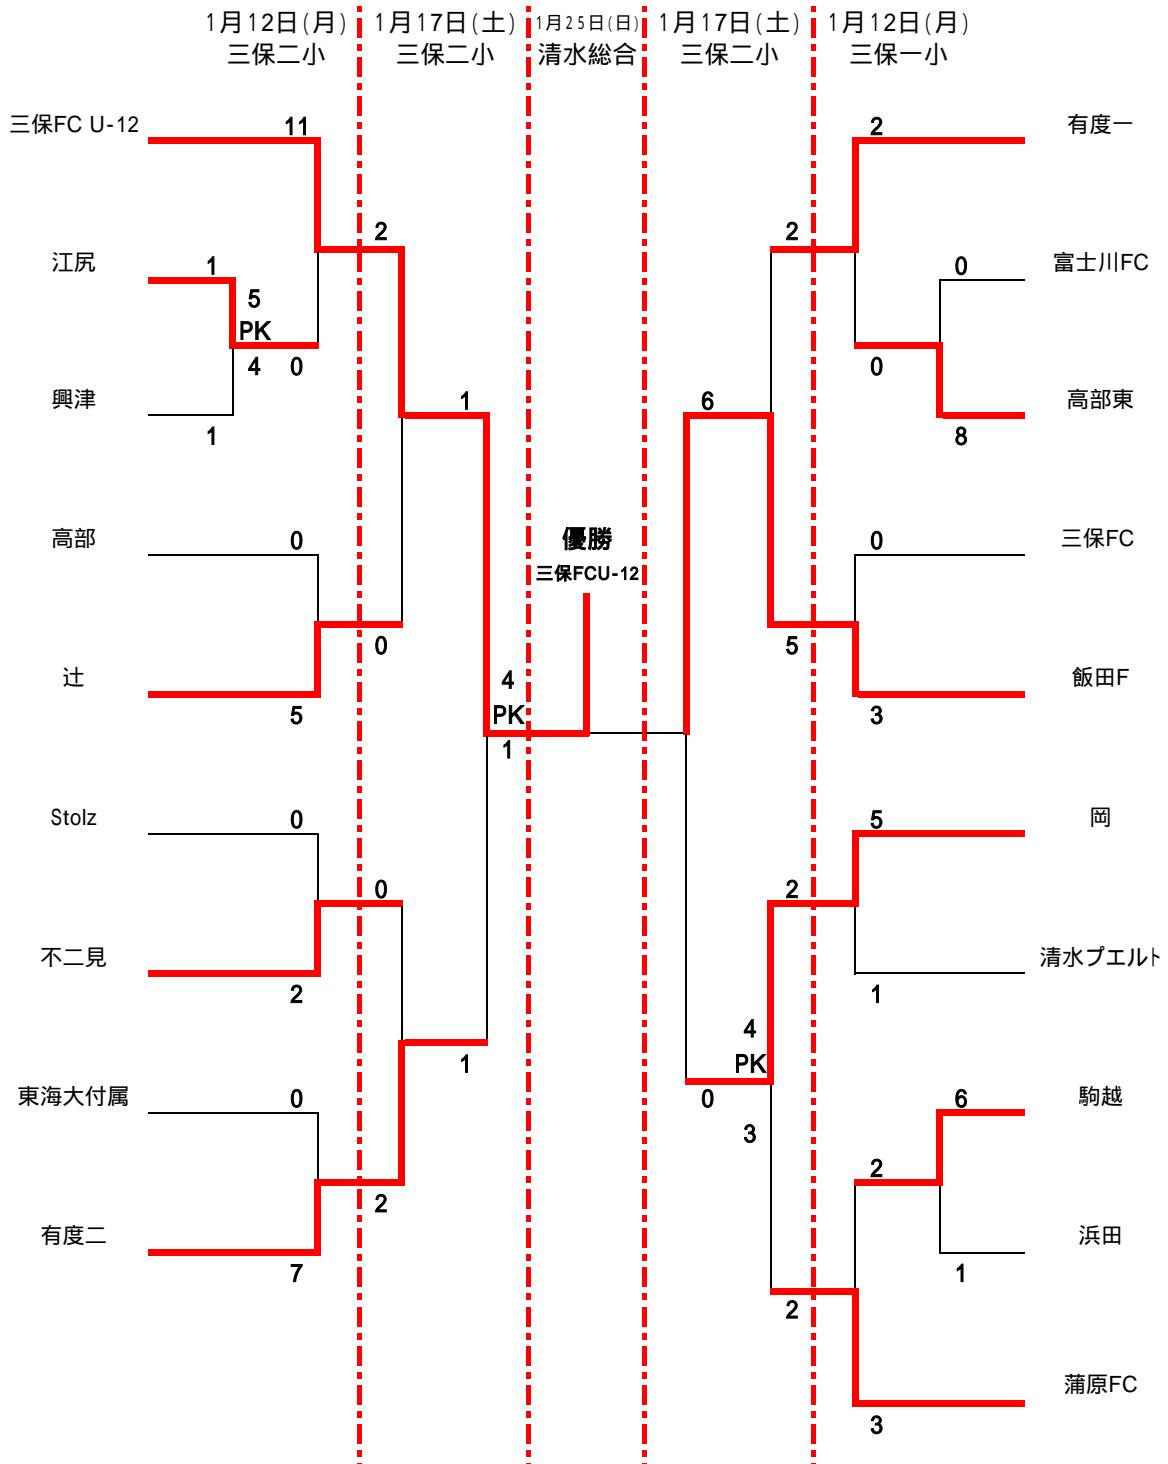 1月12日(月) 1月17日(土) 1月25日(日) 1月17日(土) 1月12日(月)
三保二小 三保二小 清水総合 三保二小 三保一小
三保FC U-12 11 2 有度一
2 2
江尻 1 0 富士川FC
5
PK
4 0 0
興津 1 6 高部東
1 8
高部 0 優勝 0 三保FC
三保FCU-12
0 5
辻 4 飯田F
5 PK 3
1
Stolz 0 5 岡
0 2
不二見 清水プエルト
2 1
4
1 PK
東海大付属 0 0 6 駒越
3
2 2
有度二 浜田
7 1
2
蒲原FC
3